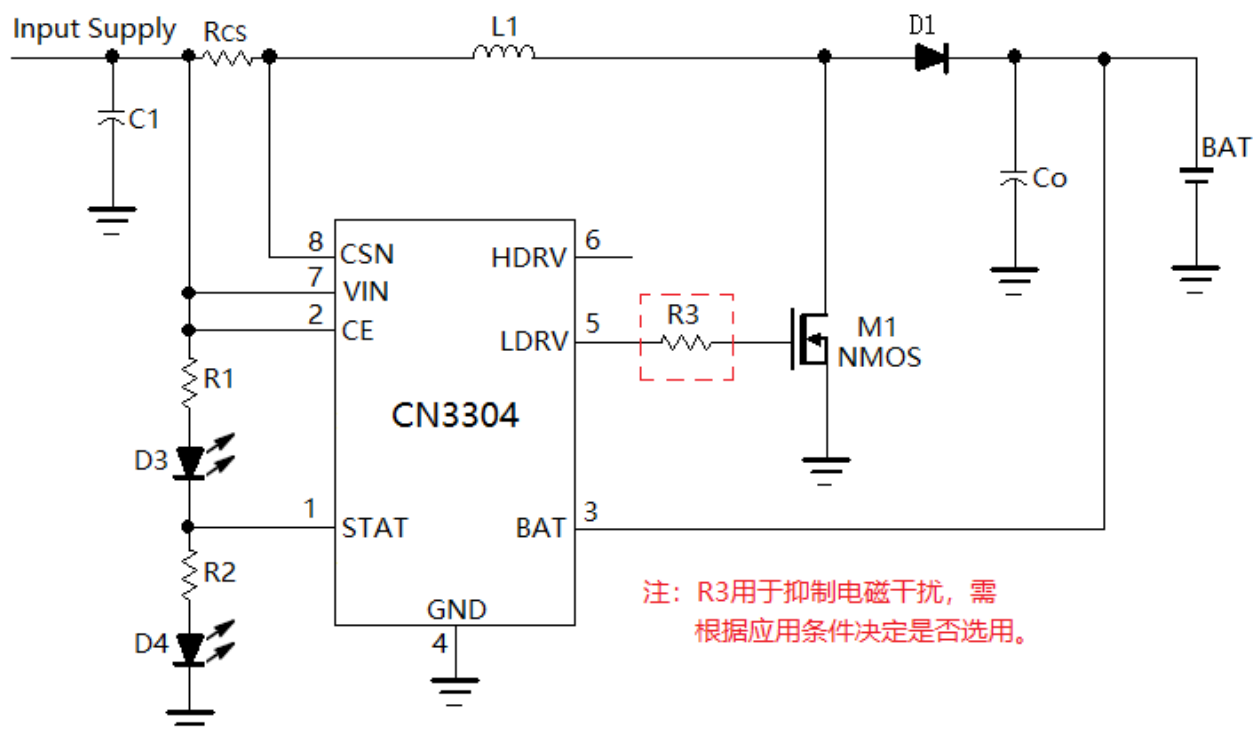 Input Supply
RCS
L1
D1
C1
BAT
Co
8
CSN
HDRV
6
7
VIN
2
CE
LDRV
5
R3
M1
NMOS
R1
CN3304
D3
1
STAT
BAT
3
R2
注：R3用于抑制电磁干扰，需
根据应用条件决定是否选用。
GND
4
D4